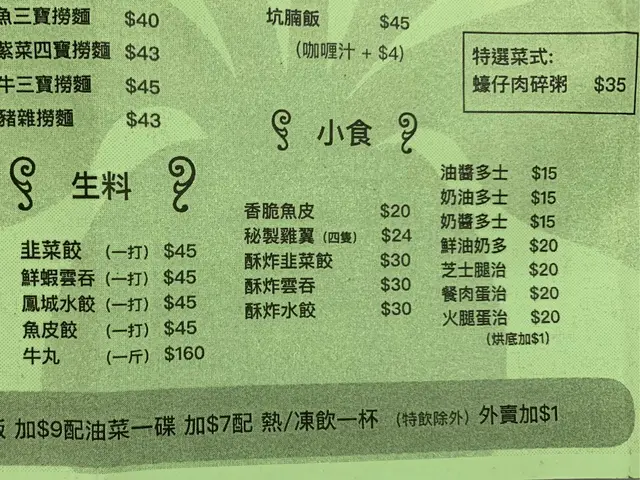 魚三寶撈麵 $40
紫菜四寶撈麵 $43
牛三寶撈麵 $45
豬雜撈麵 $43
坑腩飯 $45
(咖喱汁 + $4)
特選菜式:
蠔仔肉碎粥 $35
生料
韭菜餃 (一打) $45
鮮蝦雲吞 (一打) $45
鳳城水餃 (一打) $45
魚皮餃 (一打) $45
牛丸 (一斤) $160
小食
香脆魚皮 $20
秘製雞翼 (四隻) $24
酥炸韭菜餃 $30
酥炸雲吞 $30
酥炸水餃 $30
油醬多士 $15
奶油多士 $15
奶醬多士 $15
鮮油奶多 $20
芝士腿治 $20
餐肉蛋治 $20
火腿蛋治 $20
(烘底加$1)
加$9配油菜一碟 加$7配 熱/凍飲一杯 (特飲除外) 外賣加$1